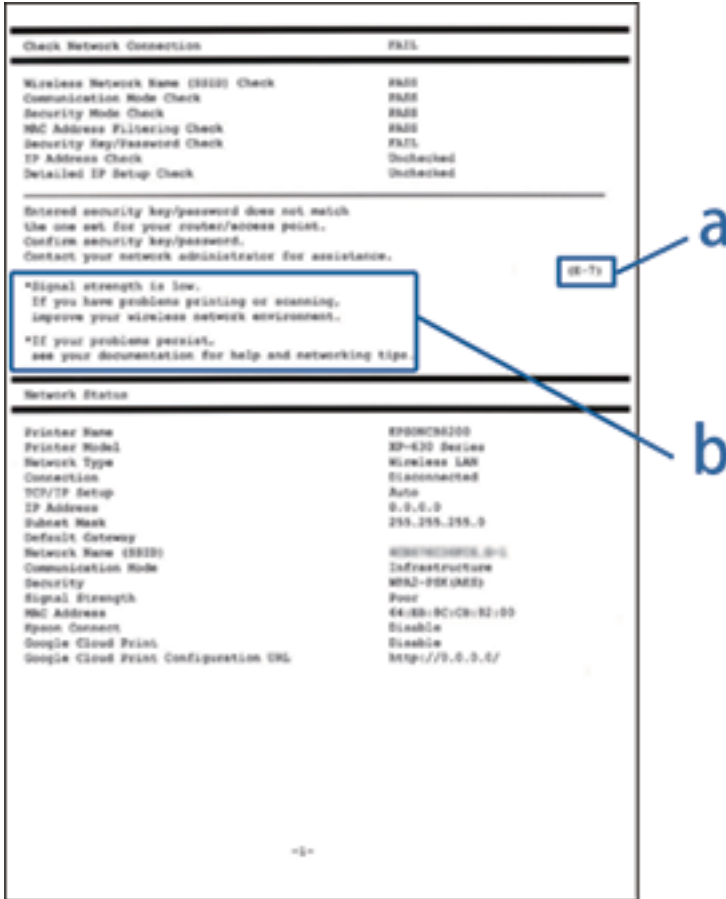 Check Network Connection FAIL
Wireless Network Name (SSID) Check PASS
Communication Mode Check PASS
Security Mode Check PASS
MAC Address Filtering Check PASS
Security Key/Password Check FAIL
IP Address Check Unchecked
Detailed IP Setup Check Unchecked
Entered security key/password does not match
the one set for your router/access point.
Confirm security key/password.
Contact your network administrator for assistance.
(E-7)
a
*Signal strength is low.
If you have problems printing or scanning,
improve your wireless network environment.
*If your problems persist,
see your documentation for help and networking tips.
b
Network Status
Printer Name
Printer Model XP-630 Series
Network Type Wireless LAN
Connection Disconnected
TCP/IP Setup Auto
IP Address 0.0.0.0
Subnet Mask 255.255.255.0
Default Gateway
Network Name (SSID)
Communication Mode Infrastructure
Security WPA2-PSK(AES)
Signal Strength Poor
MAC Address
Epson Connect Disable
Google Cloud Print Disable
Google Cloud Print Configuration URL http://0.0.0.0/
-1-